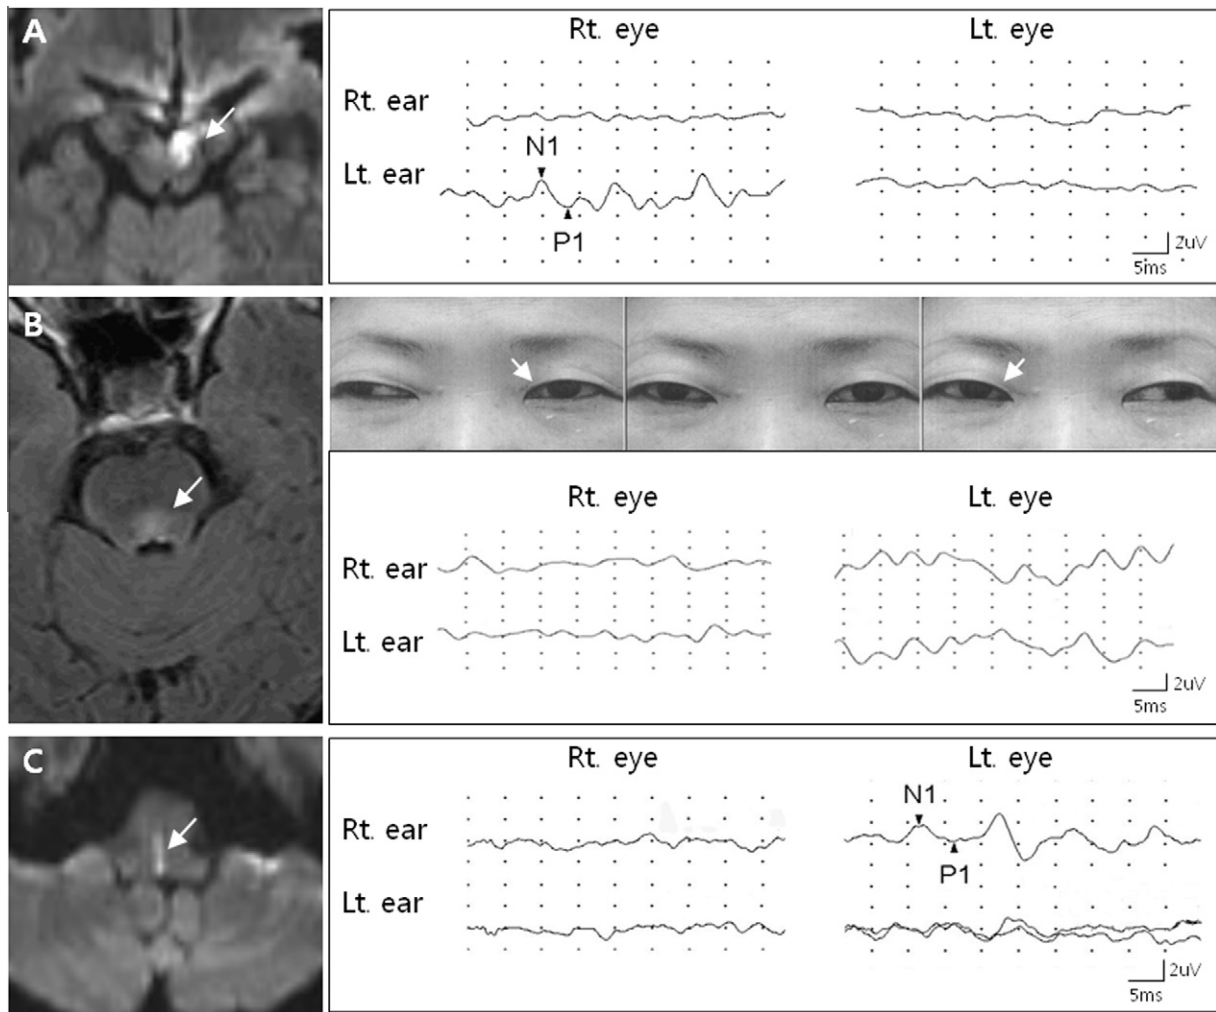 A
Rt. eye
Lt. eye
Rt. ear
N1
Lt. ear
P1
2uV
5ms
B
Rt. eye
Lt. eye
Rt. ear
Lt. ear
2uV
5ms
C
Rt. eye
Lt. eye
N1
Rt. ear
P1
Lt. ear
2uV
5ms